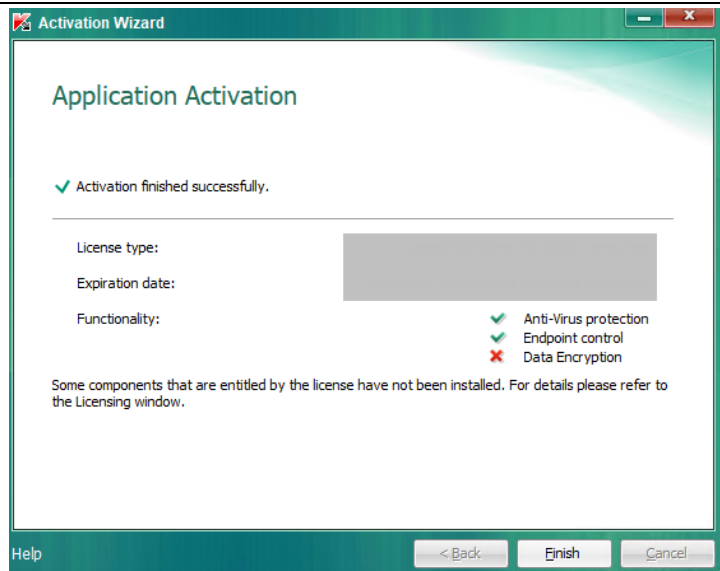 Activation Wizard
Application Activation
Activation finished successfully.
License type:
Expiration date:
Functionality:
Anti-Virus protection
Endpoint control
Data Encryption
Some components that are entitled by the license have not been installed. For details please refer to
the Licensing window.
Help
< Back
Finish
Cancel